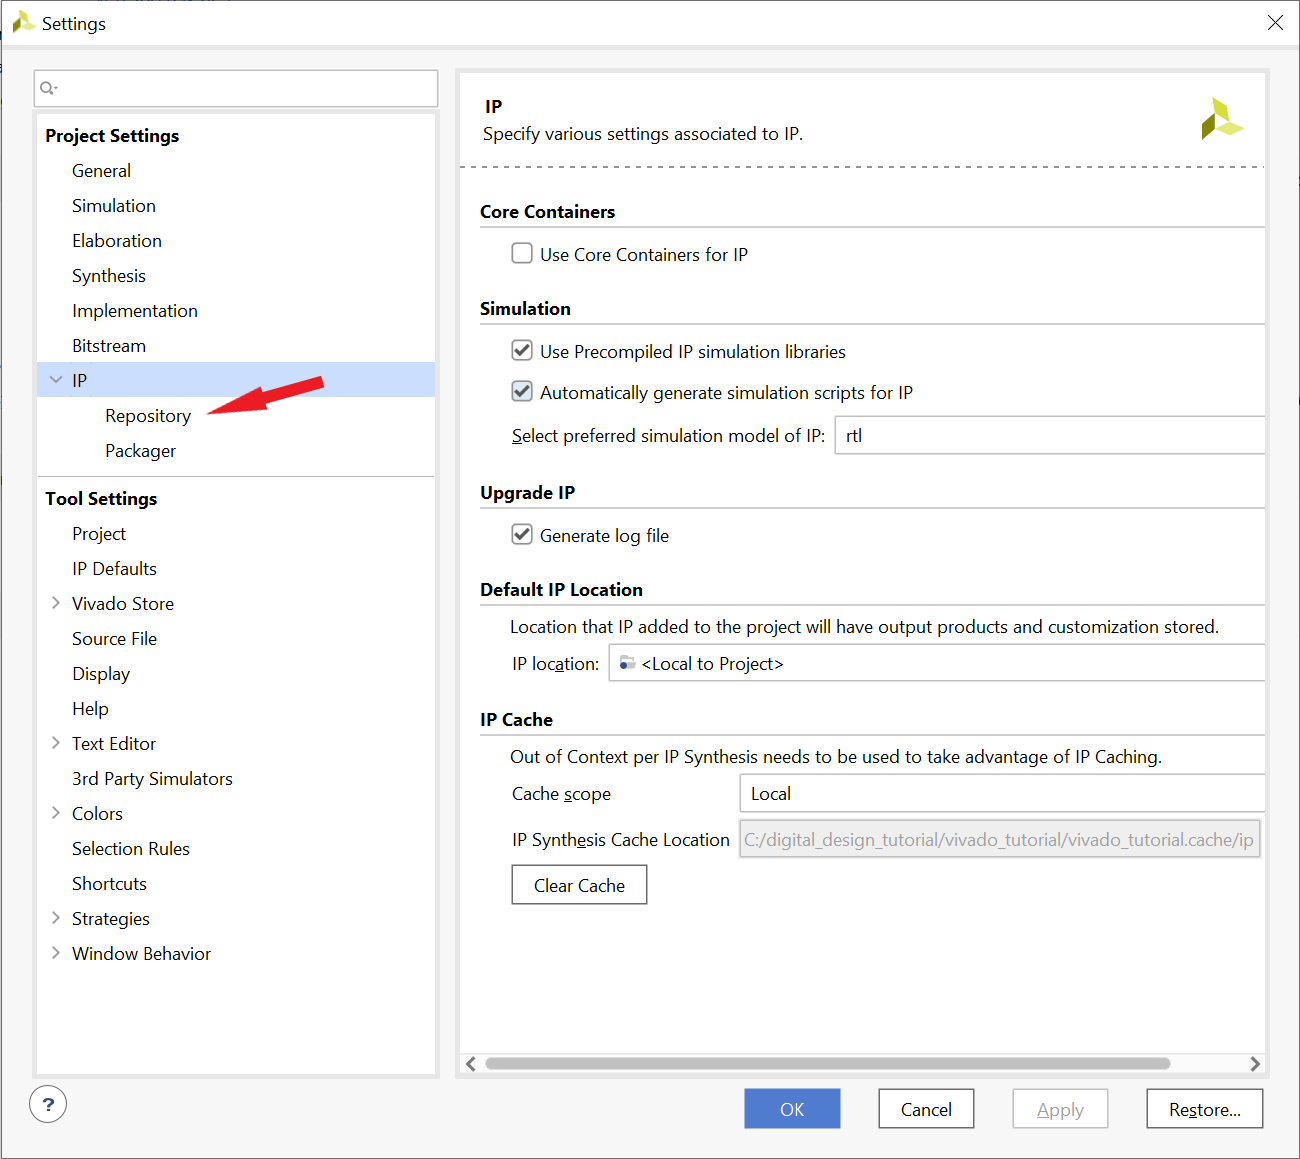 Settings
Project Settings
General
Simulation
Elaboration
Synthesis
Implementation
Bitstream
IP
Repository
Packager
Tool Settings
Project
IP Defaults
Vivado Store
Source File
Display
Help
Text Editor
3rd Party Simulators
Colors
Selection Rules
Shortcuts
Strategies
Window Behavior
IP
Specify various settings associated to IP.
Core Containers
Use Core Containers for IP
Simulation
Use Precompiled IP simulation libraries
Automatically generate simulation scripts for IP
Select preferred simulation model of IP: rtl
Upgrade IP
Generate log file
Default IP Location
Location that IP added to the project will have output products and customization stored.
IP location: <Local to Project>
IP Cache
Out of Context per IP Synthesis needs to be used to take advantage of IP Caching.
Cache scope Local
IP Synthesis Cache Location C:/digital_design_tutorial/vivado_tutorial/vivado_tutorial.cache/ip
Clear Cache
? OK Cancel Apply Restore...